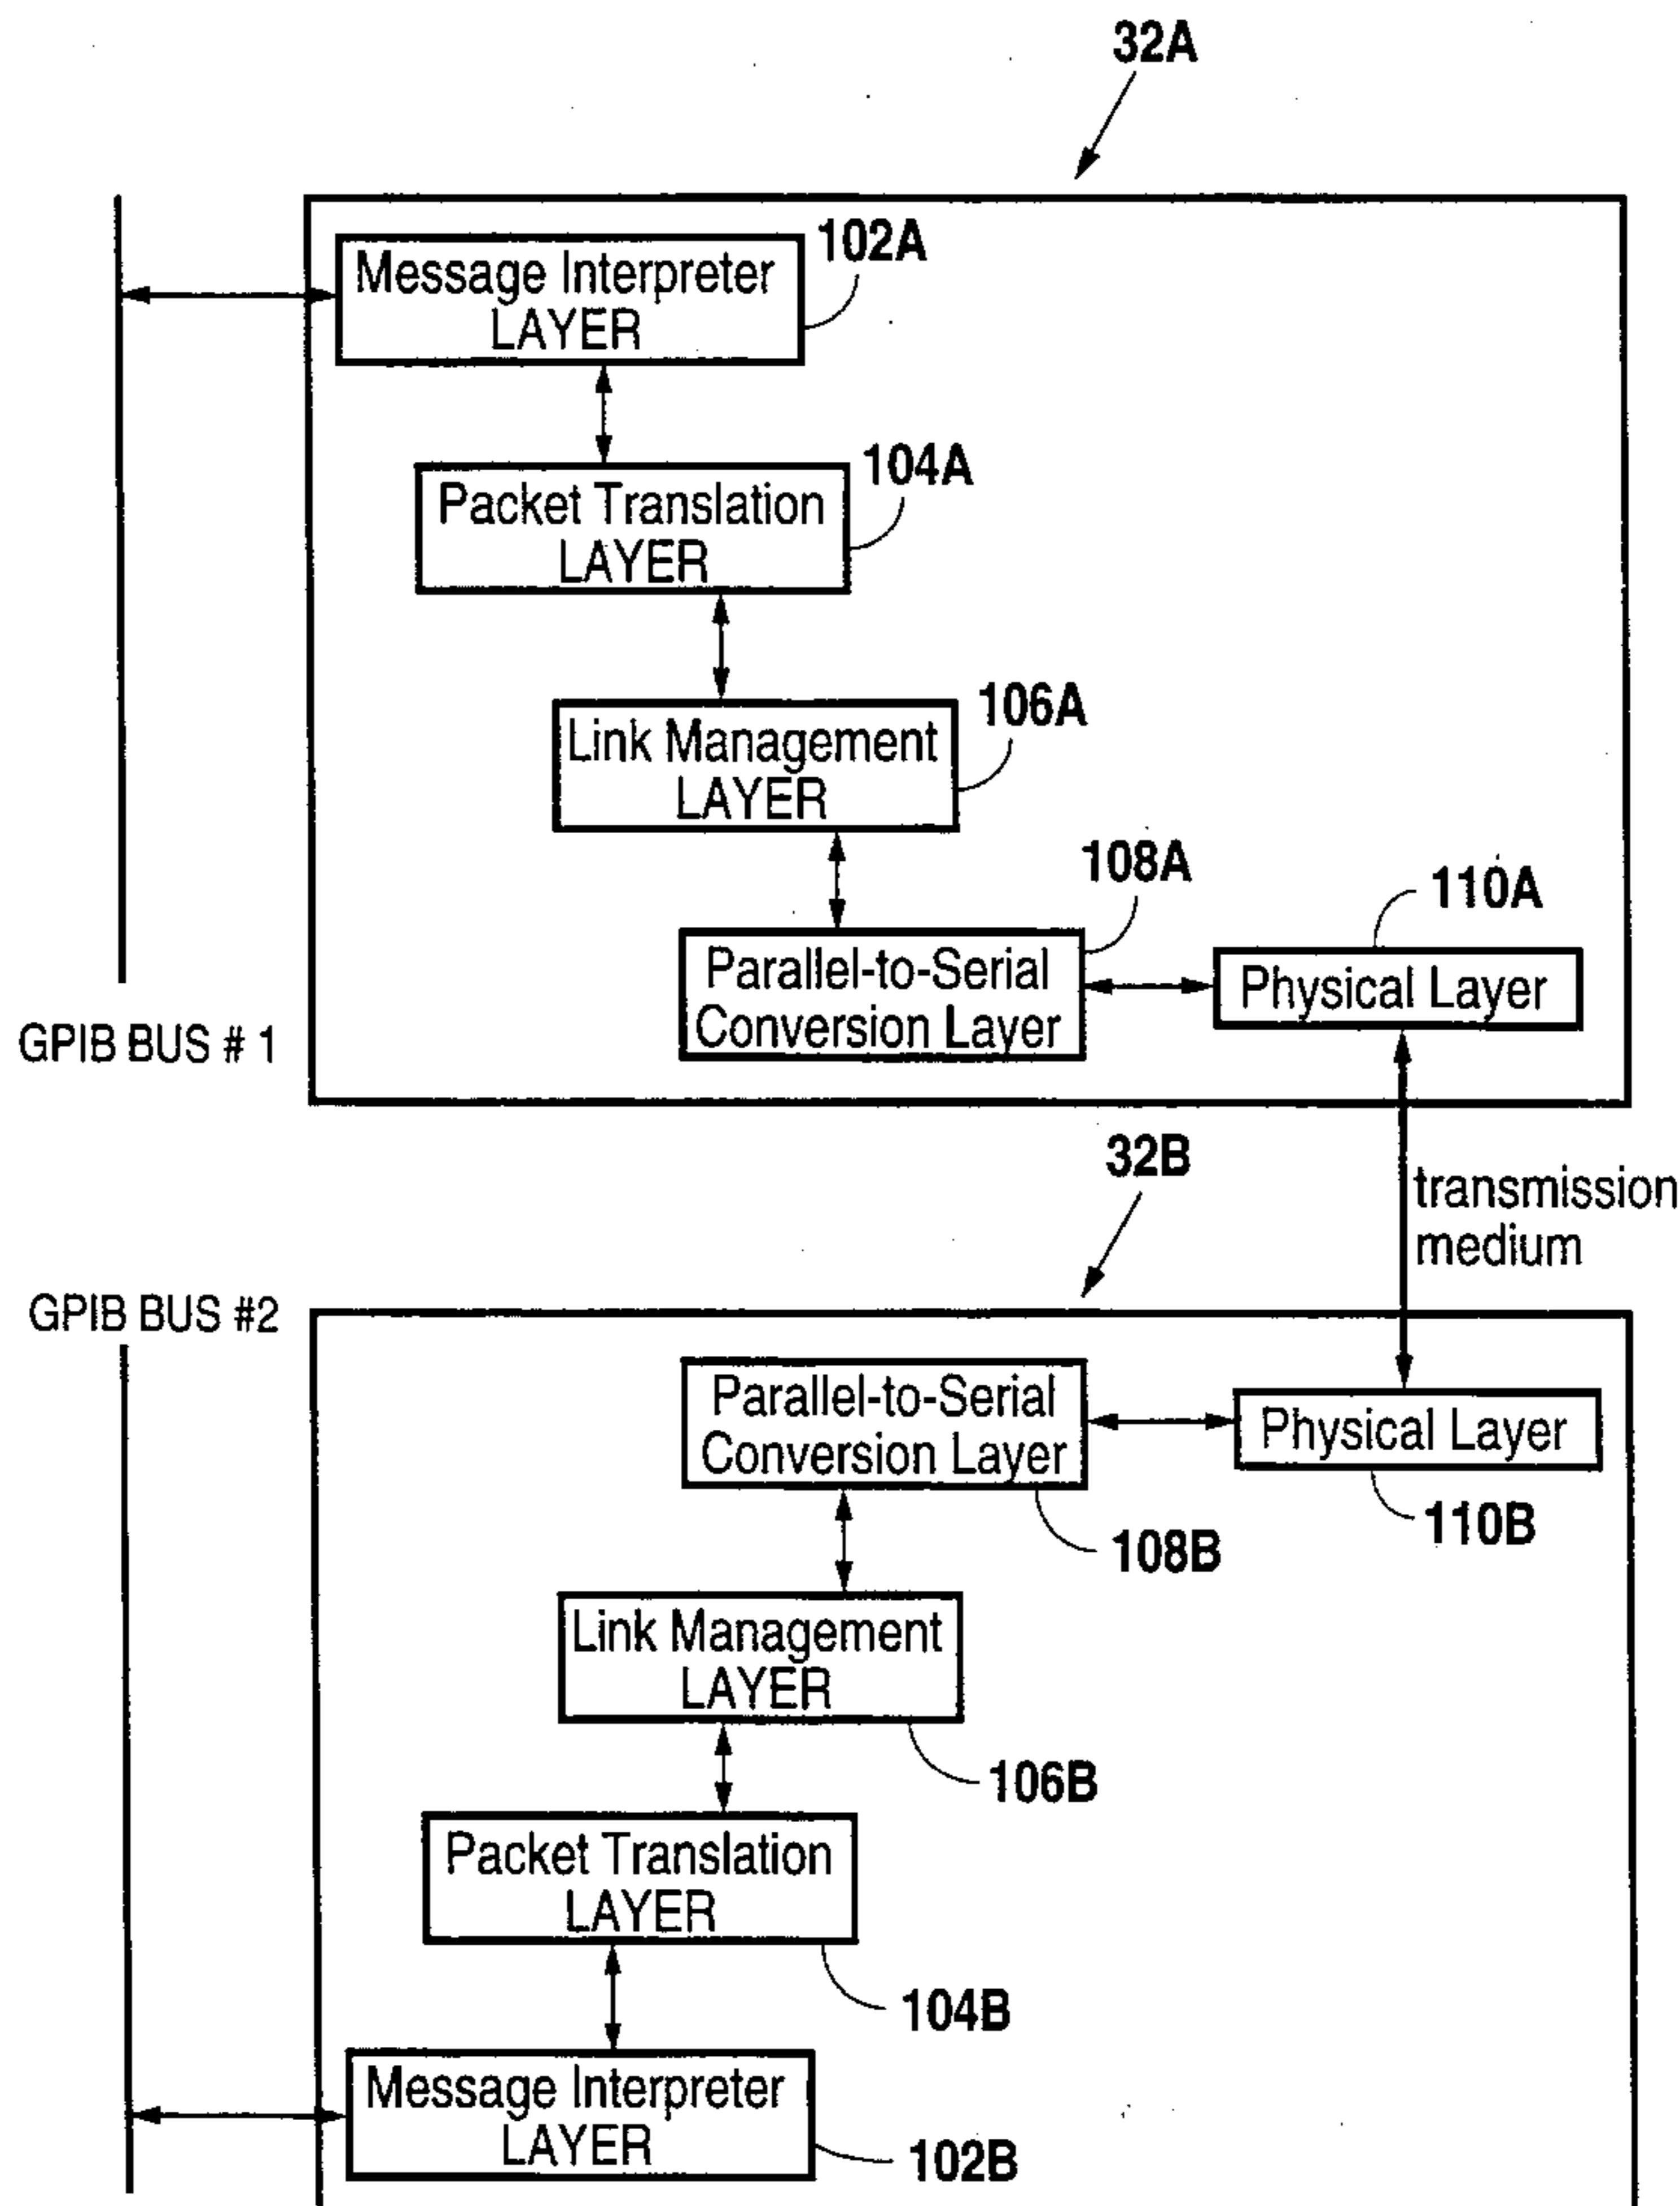 32A
102A
Message Interpreter
LAYER
104A
Packet Translation
LAYER
106A
Link Management
LAYER
108A
110A
Parallel-to-Serial
Conversion Layer
Physical Layer
GPIB BUS # 1
32B
transmission
medium
GPIB BUS #2
Parallel-to-Serial
Conversion Layer
Physical Layer
110B
108B
Link Management
LAYER
106B
Packet Translation
LAYER
104B
Message Interpreter
LAYER
102B